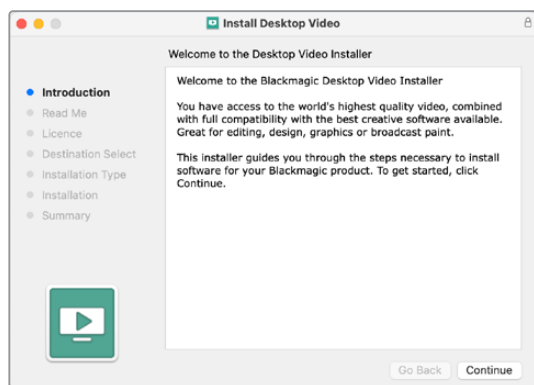 Install Desktop Video
Welcome to the Desktop Video Installer
Introduction
Read Me
Licence
Destination Select
Installation Type
Installation
Summary
Welcome to the Blackmagic Desktop Video Installer
You have access to the world's highest quality video, combined
with full compatibility with the best creative software available.
Great for editing, design, graphics or broadcast paint.
This installer guides you through the steps necessary to install
software for your Blackmagic product. To get started, click
Continue.
Go Back
Continue